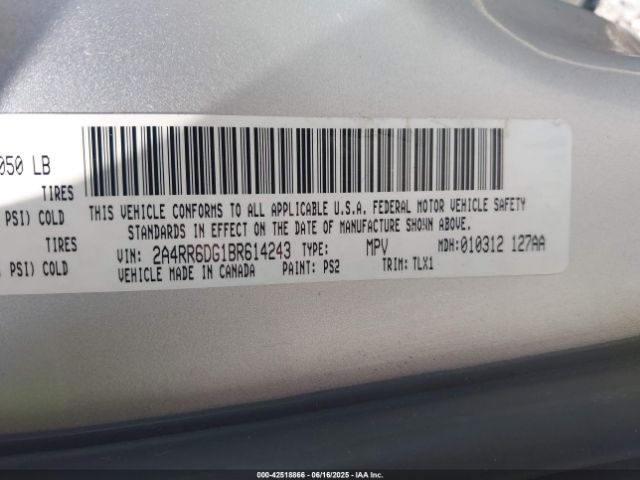 050 LB
TIRES
PSI) COLD
TIRES
PSI) COLD
THIS VEHICLE CONFORMS TO ALL APPLICABLE U.S.A. FEDERAL MOTOR VEHICLE SAFETY
STANDARDS IN EFFECT ON THE DATE OF MANUFACTURE SHOWN ABOVE.
VIN: 2A4RR6DG1BR614243 TYPE: MPV MDH:010312 127AA
VEHICLE MADE IN CANADA PAINT: PS2 TRIM: TLX1
000-42518866 - 06/16/2025 - IAAI Inc.